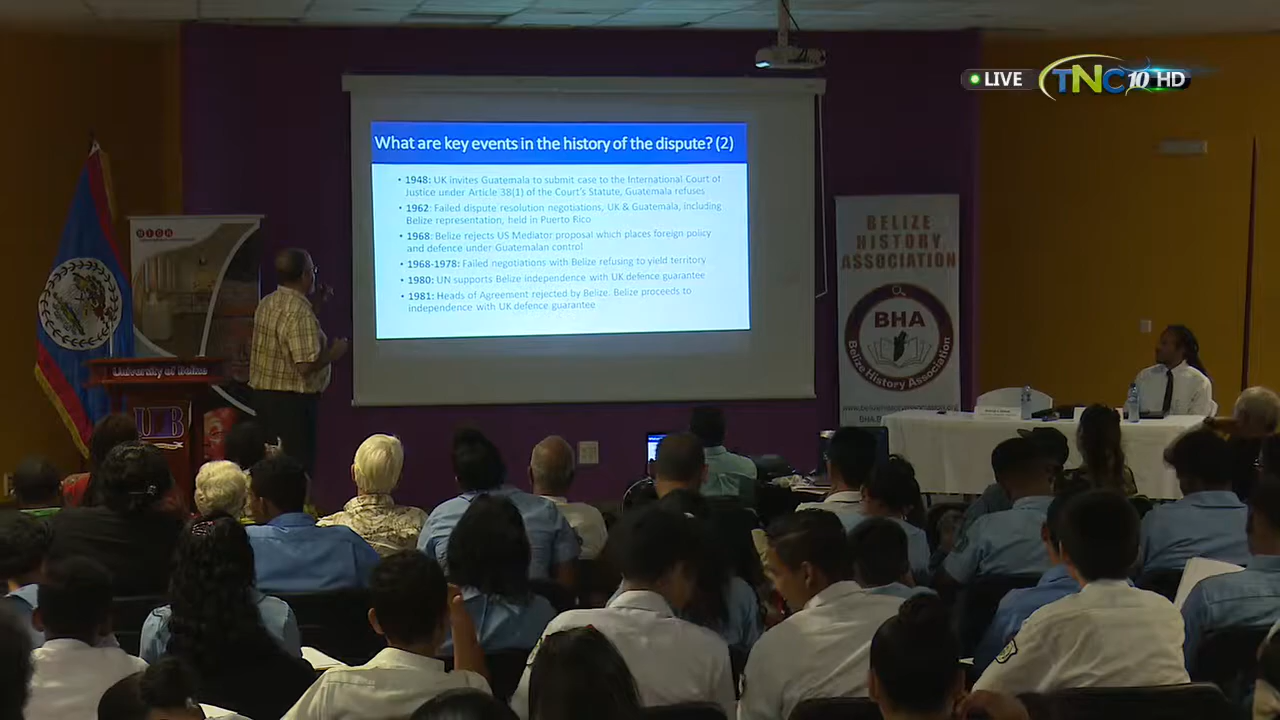 LIVE TNC10 HD
What are key events in the history of the dispute? (2)
• 1948: UK invites Guatemala to submit case to the International Court of
Justice under Article 38(1) of the Court's Statute, Guatemala refuses
• 1962: Failed dispute resolution negotiations, UK & Guatemala, including
Belize representation, held in Puerto Rico
• 1968: Belize rejects US Mediator proposal which places foreign policy
and defence under Guatemalan control
• 1968-1978: Failed negotiations with Belize refusing to yield territory
• 1980: UN supports Belize independence with UK defence guarantee
• 1981: Heads of Agreement rejected by Belize. Belize proceeds to
independence with UK defence guarantee
BELIZE
HISTORY
ASSOCIATION
BHA
Belize History Association
University of Belize
UB